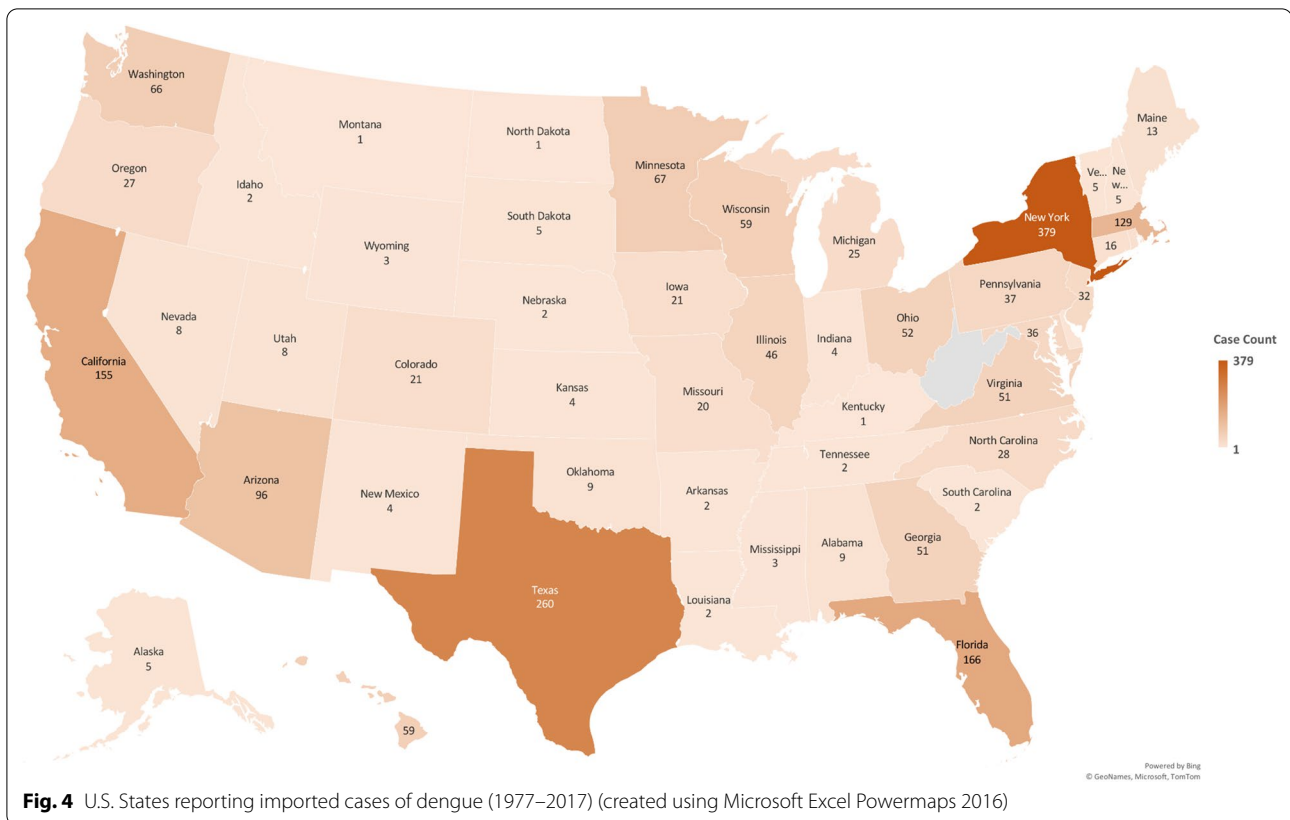 Washington
66
Oregon
27
Idaho
2
Montana
1
North Dakota
1
South Dakota
5
Wyoming
3
Nebraska
2
Minnesota
67
Wisconsin
59
Michigan
25
Iowa
21
Illinois
46
Indiana
4
Ohio
52
Pennsylvania
37
New York
379
Maine
13
Ve...
5
Ne
w...
5
129
16
32
36
Virginia
51
Kentucky
1
North Carolina
28
Tennessee
2
South Carolina
2
Georgia
51
Alabama
9
Mississippi
3
Louisiana
2
Arkansas
2
Missouri
20
Kansas
4
Oklahoma
9
Texas
260
New Mexico
4
Colorado
21
Utah
8
Nevada
8
California
155
Arizona
96
Florida
166
Alaska
5
59
Case Count
379
1
Powered by Bing
© GeoNames, Microsoft, TomTom
Fig. 4 U.S. States reporting imported cases of dengue (1977–2017) (created using Microsoft Excel Powermaps 2016)